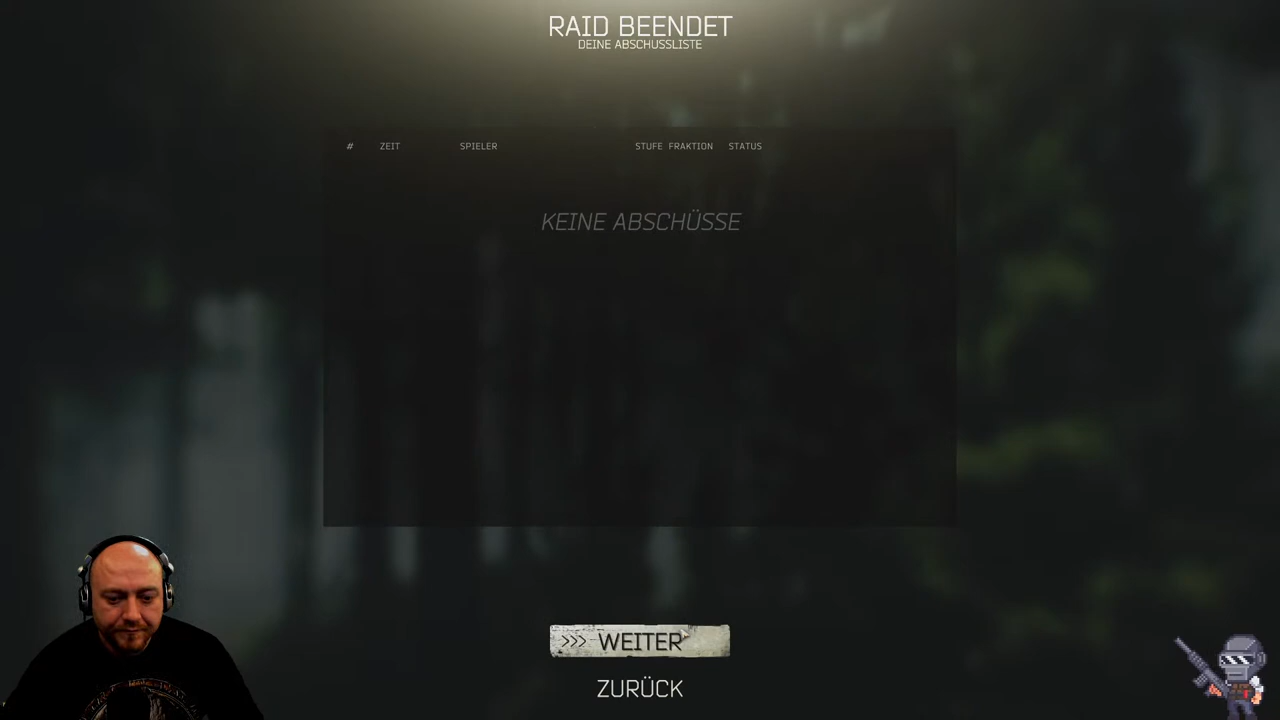 RAID BEENDET
DEINE ABSCHUSSLISTE
# ZEIT SPIELER STUFE FRAKTION STATUS
KEINE ABSCHÜSSE
>>> WEITER
ZURÜCK